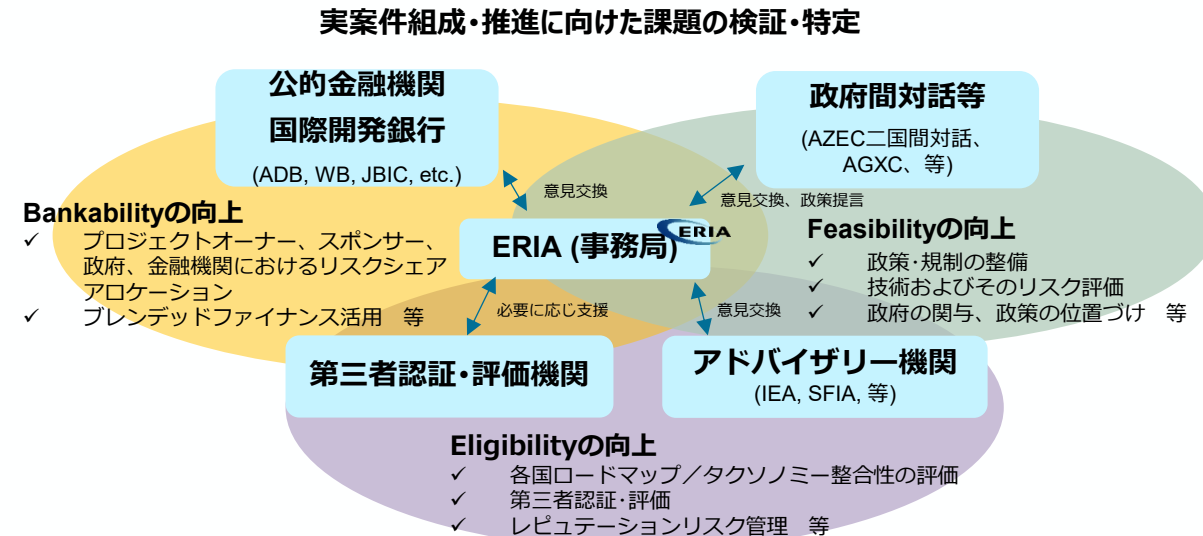 実案件組成・推進に向けた課題の検証・特定
公的金融機関
国際開発銀行
(ADB, WB, JBIC, etc.)
政府間対話等
(AZEC二国間対話、
AGXC、等)
意見交換
意見交換、政策提言
Bankabilityの向上
✓ プロジェクトオーナー、スポンサー、
政府、金融機関におけるリスクシェア
アロケーション
✓ ブレンデッドファイナンス活用 等
ERIA (事務局)
ERIA
Feasibilityの向上
✓ 政策・規制の整備
✓ 技術およびそのリスク評価
✓ 政府の関与、政策の位置づけ 等
必要に応じ支援
意見交換
第三者認証・評価機関
アドバイザリー機関
(IEA, SFIA, 等)
Eligibilityの向上
✓ 各国ロードマップ／タクソノミー整合性の評価
✓ 第三者認証・評価
✓ レピュテーションリスク管理 等